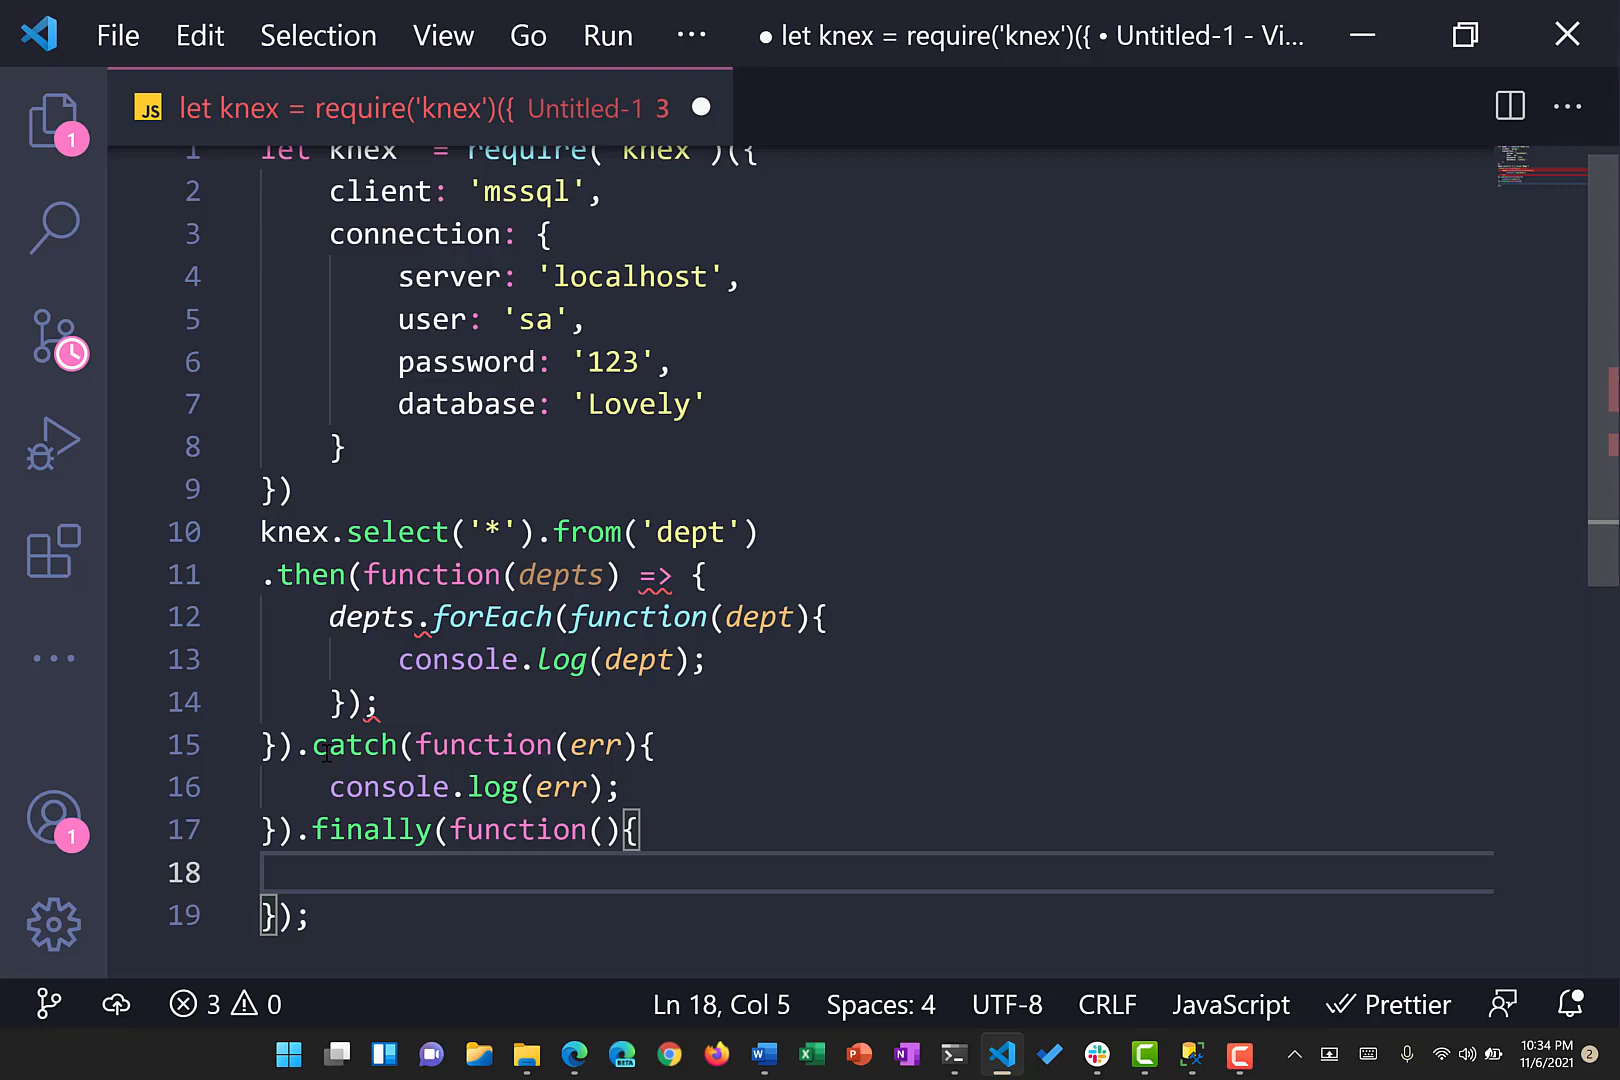 File Edit Selection View Go Run ··· ● let knex = require('knex')({ • Untitled-1 - Vi...
JS let knex = require('knex')({ Untitled-1 3
1
1 let knex = require('knex')({
2 client: 'mssql',
3 connection: {
4 server: 'localhost',
5 user: 'sa',
6 password: '123',
7 database: 'Lovely'
8 }
9 })
10 knex.select('*').from('dept')
11 .then(function(depts) => {
12 depts.forEach(function(dept){
13 console.log(dept);
14 });
15 }).catch(function(err){
16 console.log(err);
17 }).finally(function(){
18
19 });
1
3 0 Ln 18, Col 5 Spaces: 4 UTF-8 CRLF JavaScript Prettier
BETA
10:34 PM
11/6/2021
2